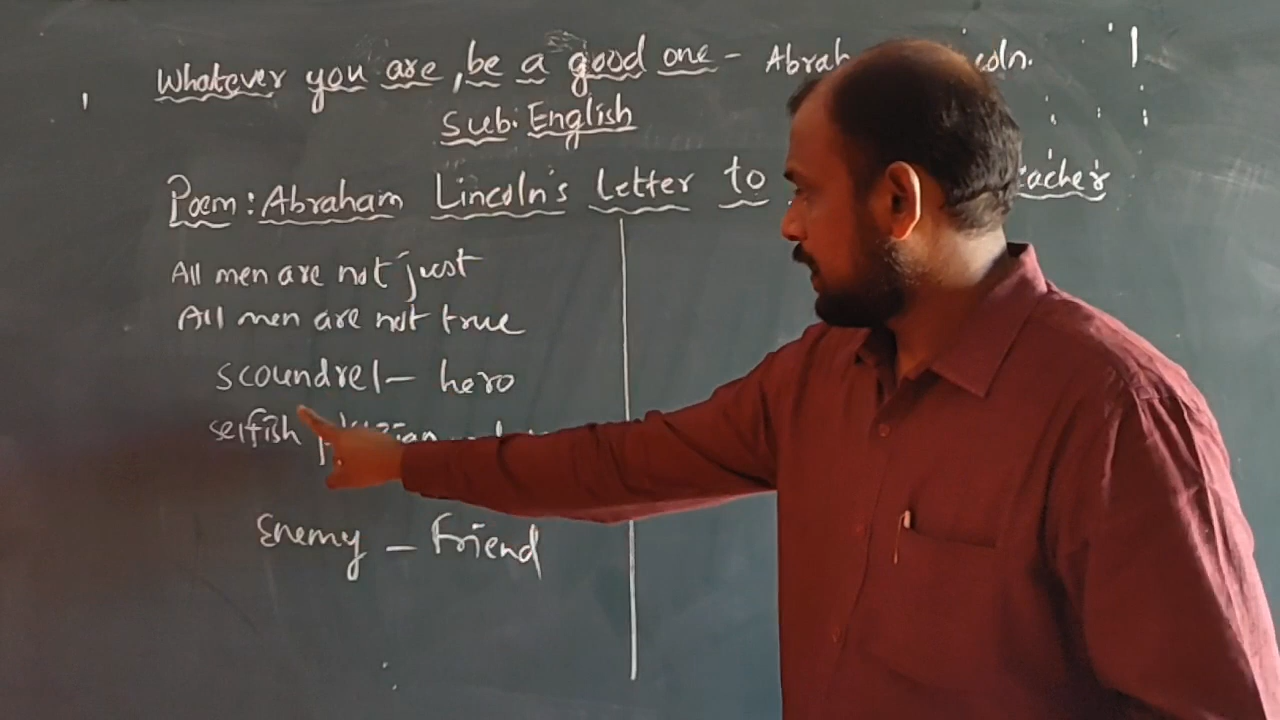 Whatever you are, be a good one - Abrah coln.
Sub: English
Poem: Abraham Lincoln's Letter to eacher
All men are not just
All men are not true
scoundrel - hero
selfish
Enemy - Friend